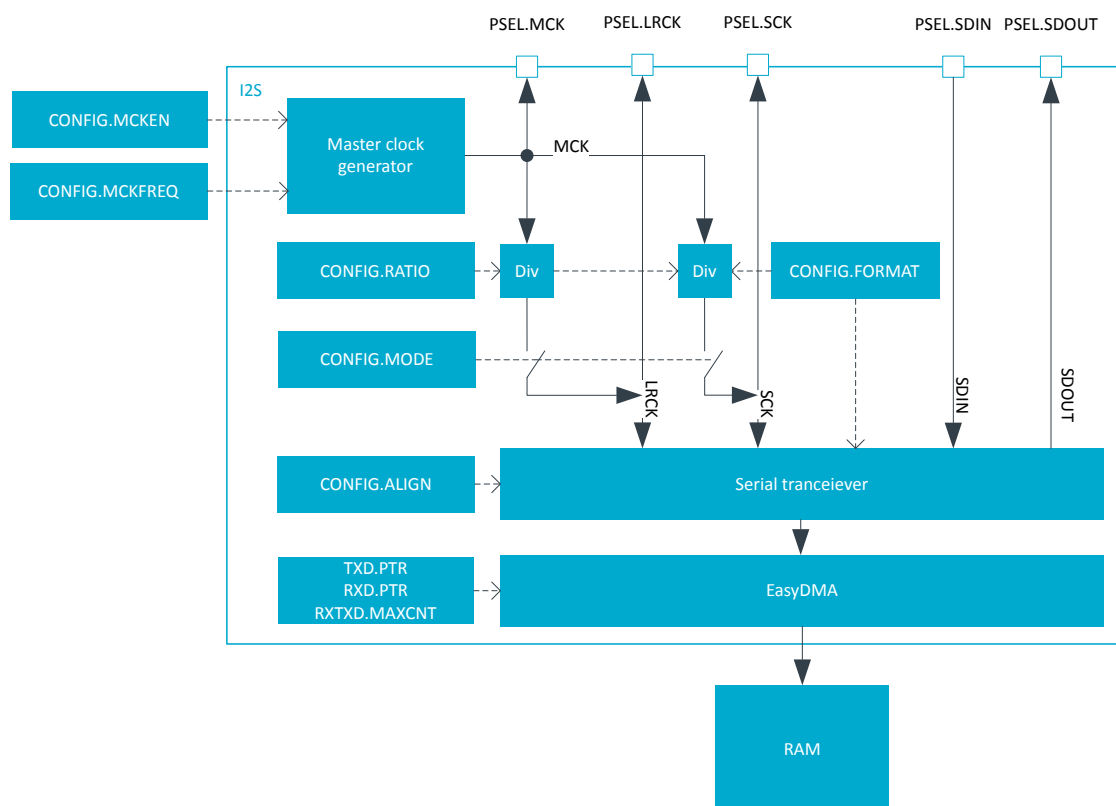 PSEL.MCK
PSEL.LRCK
PSEL.SCK
PSEL.SDIN
PSEL.SDOUT
I2S
CONFIG.MCKEN
CONFIG.MCKFREQ
Master clock
generator
MCK
CONFIG.RATIO
Div
Div
CONFIG.FORMAT
CONFIG.MODE
LRCK
SCK
SDIN
SDOUT
CONFIG.ALIGN
Serial tranceiever
TXD.PTR
RXD.PTR
RXTXD.MAXCNT
EasyDMA
RAM